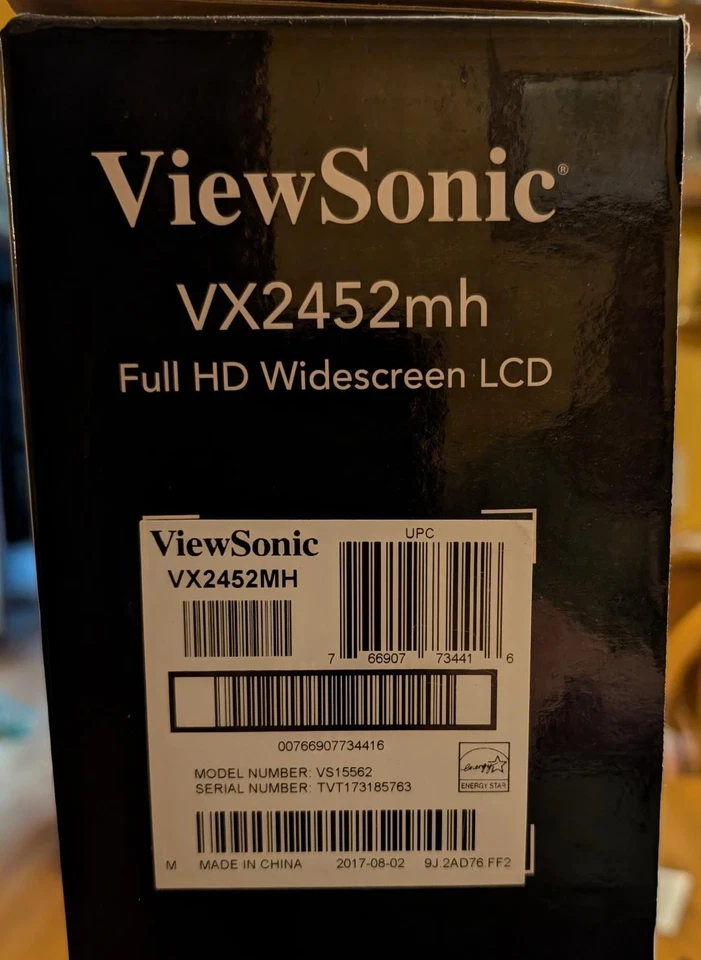 ViewSonic®
VX2452mh
Full HD Widescreen LCD
ViewSonic
VX2452MH
UPC
7 66907 73441 6
00766907734416
MODEL NUMBER: VS15562
SERIAL NUMBER: TVT173185763
energy
ENERGY STAR
M MADE IN CHINA 2017-08-02 9J.2AD76.FF2